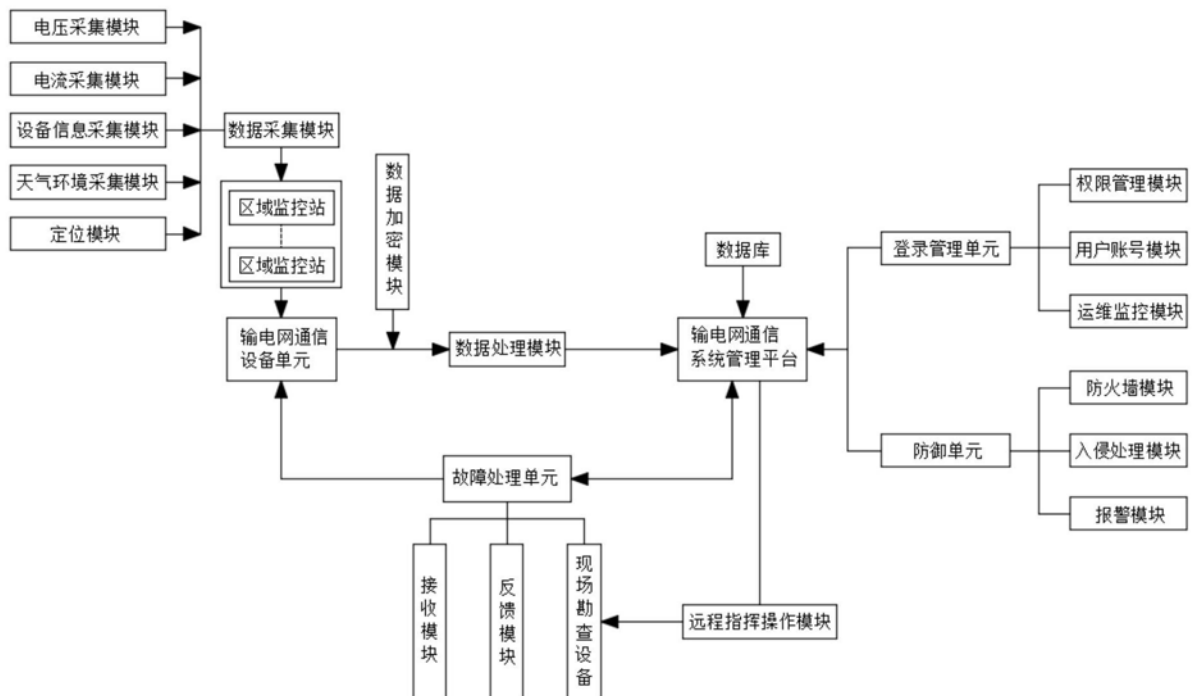 电压采集模块
电流采集模块
设备信息采集模块
天气环境采集模块
定位模块
数据采集模块
区域监控站
区域监控站
输电网通信
设备单元
数据加密模块
数据处理模块
数据库
输电网通信
系统管理平台
登录管理单元
权限管理模块
用户账号模块
运维监控模块
防御单元
防火墙模块
入侵处理模块
报警模块
故障处理单元
接收模块
反馈模块
现场勘查设备
远程指挥操作模块